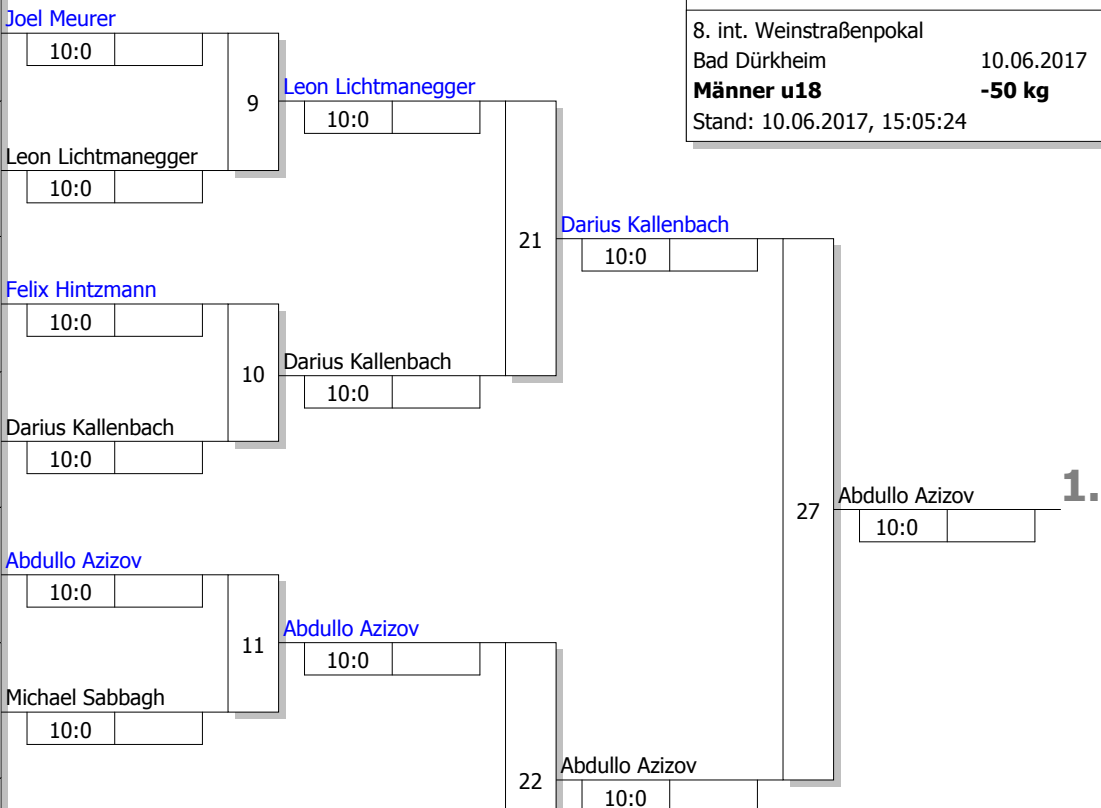 Joel Meurer
10:0
8. int. Weinstraßenpokal
Bad Dürkheim 10.06.2017
Männer u18 -50 kg
Stand: 10.06.2017, 15:05:24
9
Leon Lichtmanegger
10:0
Leon Lichtmanegger
10:0
21
Darius Kallenbach
10:0
Felix Hintzmann
10:0
10
Darius Kallenbach
10:0
Darius Kallenbach
10:0
27
Abdullo Azizov 1.
10:0
Abdullo Azizov
10:0
11
Abdullo Azizov
10:0
Michael Sabbagh
10:0
22
Abdullo Azizov
10:0